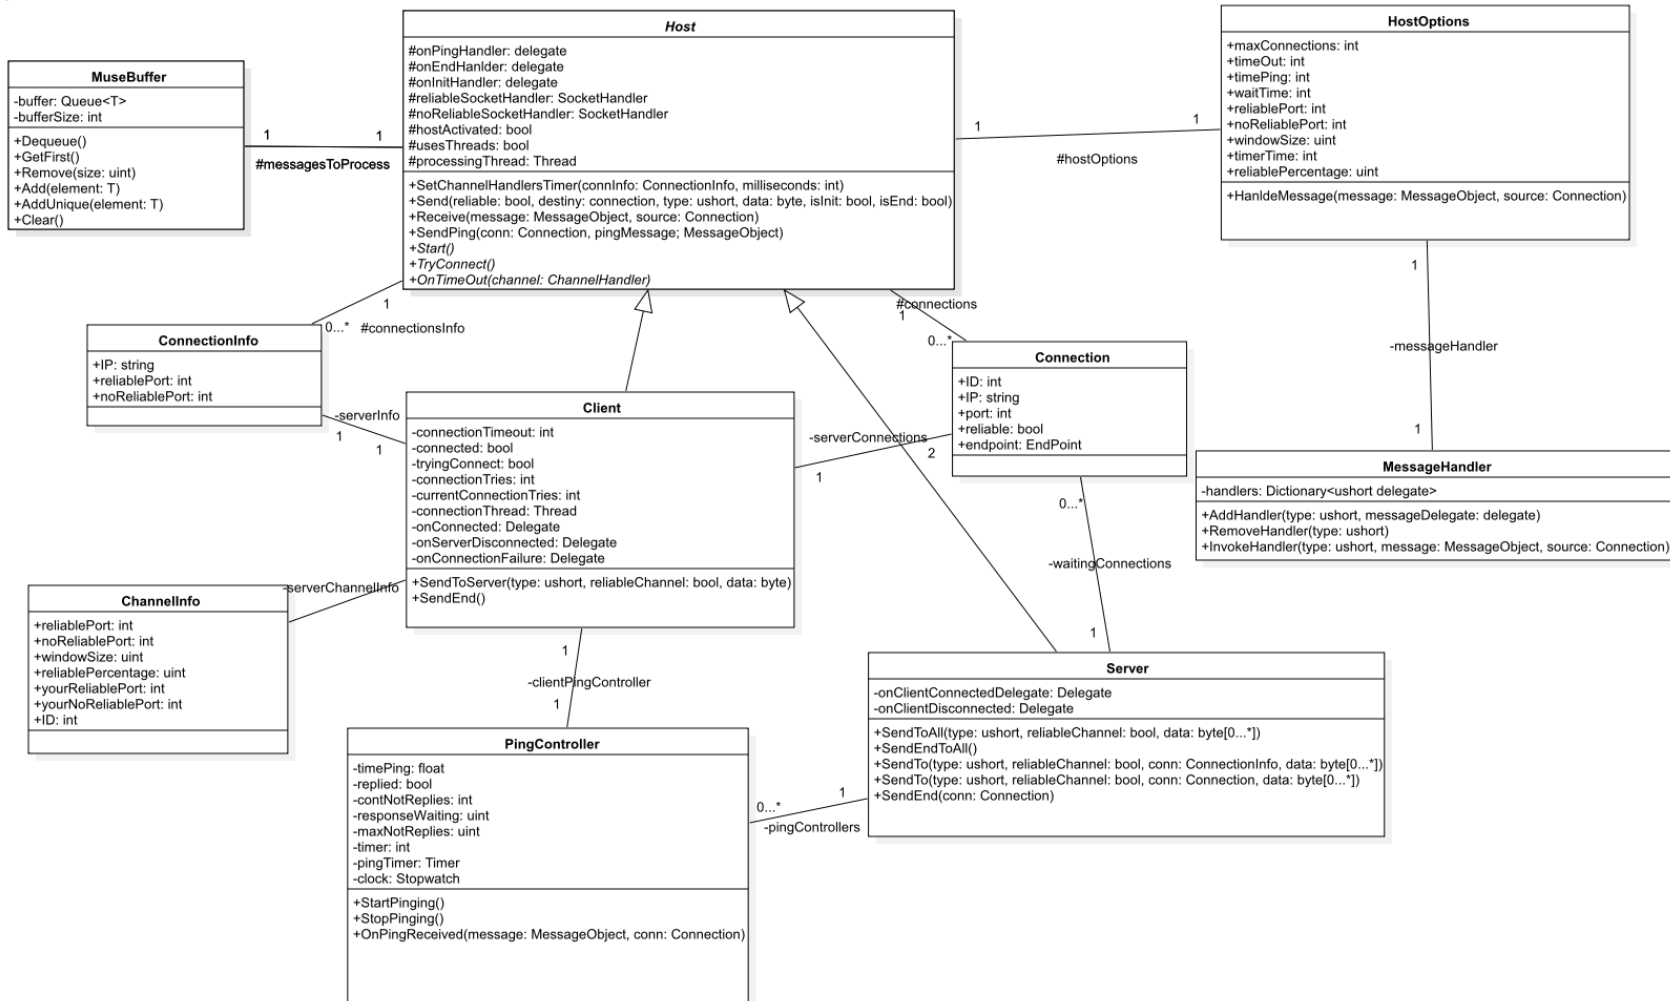 Host
#onPingHandler: delegate
#onEndHanlder: delegate
#onInitHandler: delegate
#reliableSocketHandler: SocketHandler
#noReliableSocketHandler: SocketHandler
#hostActivated: bool
#usesThreads: bool
#processingThread: Thread
+SetChannelHandlersTimer(connInfo: ConnectionInfo, milliseconds: int)
+Send(reliable: bool, destiny: connection, type: ushort, data: byte, isInit: bool, isEnd: bool)
+Receive(message: MessageObject, source: Connection)
+SendPing(conn: Connection, pingMessage; MessageObject)
+Start()
+TryConnect()
+OnTimeOut(channel: ChannelHandler)
HostOptions
+maxConnections: int
+timeOut: int
+timePing: int
+waitTime: int
+reliablePort: int
+noReliablePort: int
+windowSize: uint
+timerTime: int
+reliablePercentage: uint
+HanldeMessage(message: MessageObject, source: Connection)
MuseBuffer
-buffer: Queue<T>
-bufferSize: int
+Dequeue()
+GetFirst()
+Remove(size: uint)
+Add(element: T)
+AddUnique(element: T)
+Clear()
1
1
#messagesToProcess
1
1
#hostOptions
1
0...*
#connectionsInfo
#connections
1
0...*
1
-messageHandler
1
ConnectionInfo
+IP: string
+reliablePort: int
+noReliablePort: int
-serverInfo
1
1
Connection
+ID: int
+IP: string
+port: int
+reliable: bool
+endpoint: EndPoint
Client
-connectionTimeout: int
-connected: bool
-tryingConnect: bool
-connectionTries: int
-currentConnectionTries: int
-connectionThread: Thread
-onConnected: Delegate
-onServerDisconnected: Delegate
-onConnectionFailure: Delegate
+SendToServer(type: ushort, reliableChannel: bool, data: byte)
+SendEnd()
-serverConnections
2
1
MessageHandler
-handlers: Dictionary<ushort delegate>
+AddHandler(type: ushort, messageDelegate: delegate)
+RemoveHandler(type: ushort)
+InvokeHandler(type: ushort, message: MessageObject, source: Connection)
0...*
-waitingConnections
1
-serverChannelInfo
ChannelInfo
+reliablePort: int
+noReliablePort: int
+windowSize: uint
+reliablePercentage: uint
+yourReliablePort: int
+yourNoReliablePort: int
+ID: int
1
-clientPingController
1
Server
-onClientConnectedDelegate: Delegate
-onClientDisconnected: Delegate
+SendToAll(type: ushort, reliableChannel: bool, data: byte[0...*])
+SendEndToAll()
+SendTo(type: ushort, reliableChannel: bool, conn: ConnectionInfo, data: byte[0...*])
+SendTo(type: ushort, reliableChannel: bool, conn: Connection, data: byte[0...*])
+SendEnd(conn: Connection)
PingController
-timePing: float
-replied: bool
-contNotReplies: int
-responseWaiting: uint
-maxNotReplies: uint
-timer: int
-pingTimer: Timer
-clock: Stopwatch
+StartPinging()
+StopPinging()
+OnPingReceived(message: MessageObject, conn: Connection)
0...*
1
-pingControllers